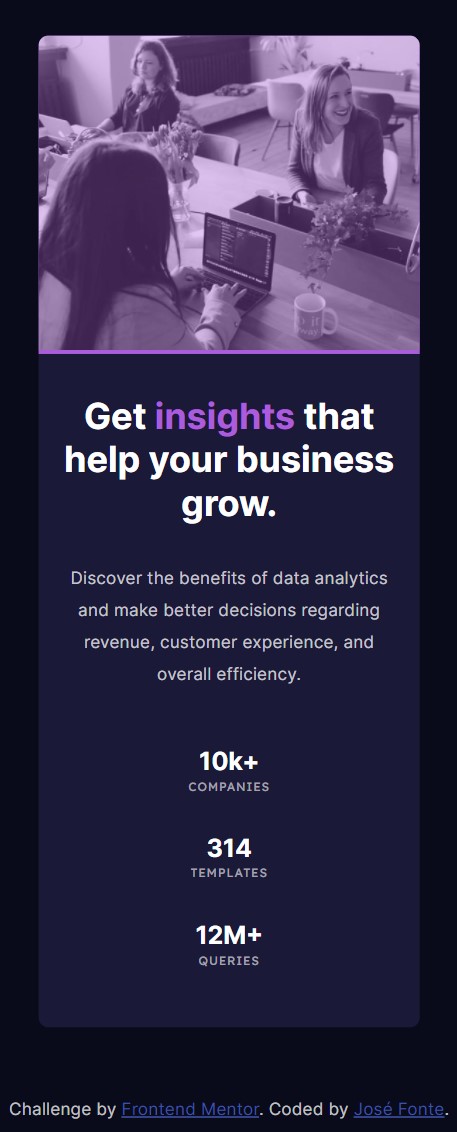 Get insights that
help your business
grow.
Discover the benefits of data analytics
and make better decisions regarding
revenue, customer experience, and
overall efficiency.
10k+
COMPANIES
314
TEMPLATES
12M+
QUERIES
Challenge by Frontend Mentor. Coded by José Fonte.